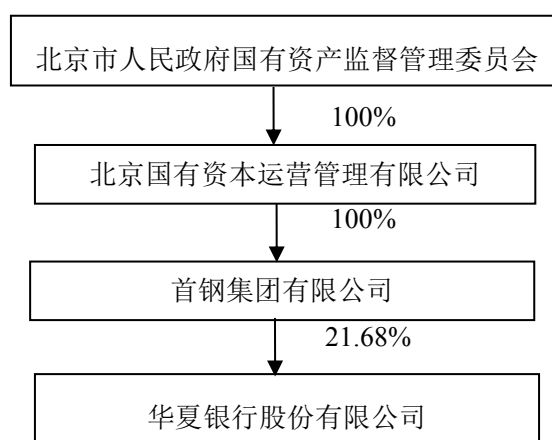 北京市人民政府国有资产监督管理委员会
100%
北京国有资本运营管理有限公司
100%
首钢集团有限公司
21.68%
华夏银行股份有限公司